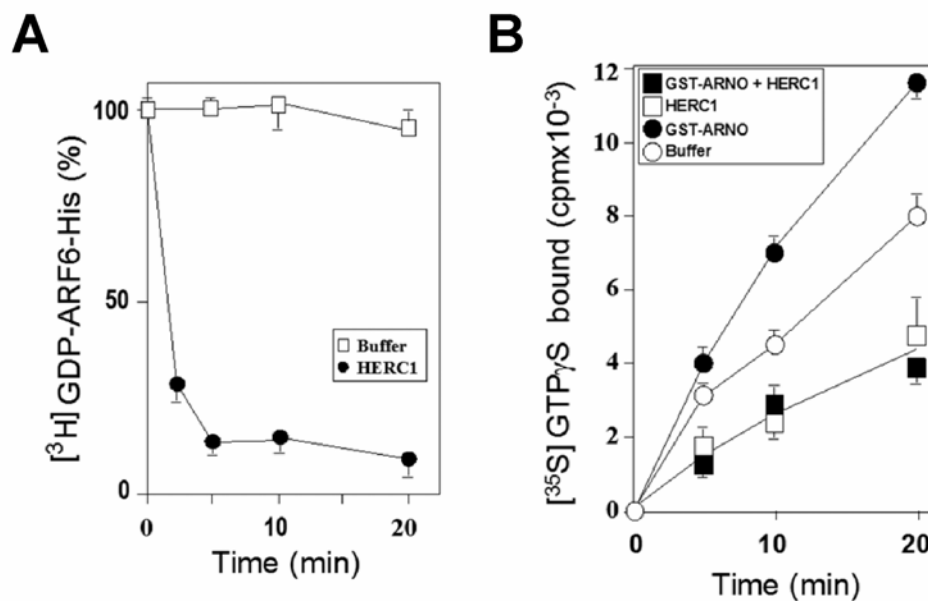 A
[³H] GDP-ARF6-His (%)
100
50
0
Buffer
HERC1
0
10
20
Time (min)
B
[³⁵S] GTPγS bound (cpmx10⁻³)
12
10
8
6
4
2
0
GST-ARNO + HERC1
HERC1
GST-ARNO
Buffer
0
10
20
Time (min)